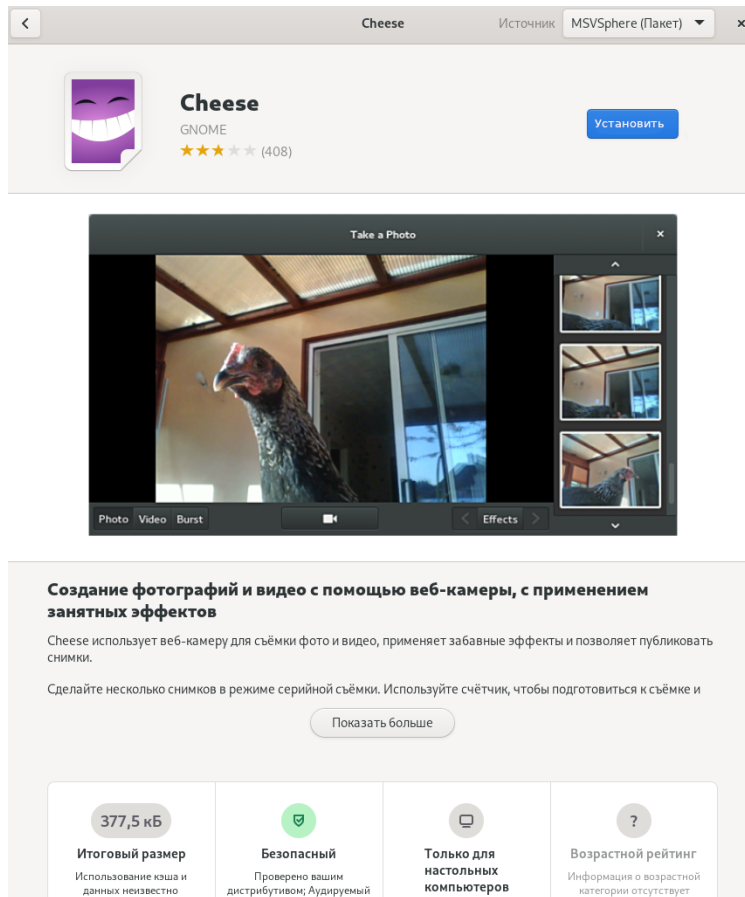 Cheese
Источник
MSVSphere (Пакет)
Cheese
GNOME
(408)
Установить
Take a Photo
Photo Video Burst
Effects
Создание фотографий и видео с помощью веб-камеры, с применением
занятных эффектов
Cheese использует веб-камеру для съёмки фото и видео, применяет забавные эффекты и позволяет публиковать
снимки.
Сделайте несколько снимков в режиме серийной съёмки. Используйте счётчик, чтобы подготовиться к съёмке и
Показать больше
377,5 кБ
Итоговый размер
Использование кэша и
данных неизвестно
Безопасный
Проверено вашим
дистрибутивом; Аудируемый
Только для
настольных
компьютеров
?
Возрастной рейтинг
Информация о возрастной
категории отсутствует